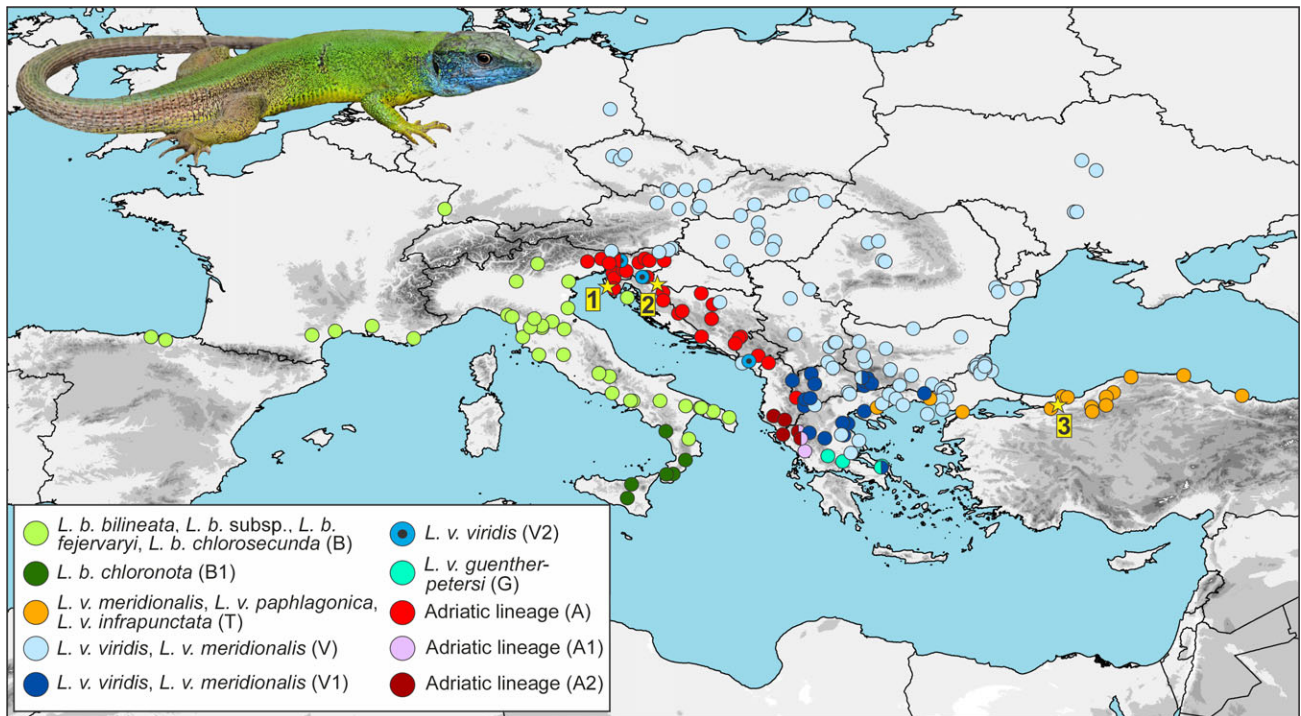 1
2
3
L. b. bilineata, L. b. subsp., L. b.
fejervaryi, L. b. chlorosecunda (B)
L. b. chloronota (B1)
L. v. meridionalis, L. v. paphlagonica,
L. v. infrapunctata (T)
L. v. viridis, L. v. meridionalis (V)
L. v. viridis, L. v. meridionalis (V1)
L. v. viridis (V2)
L. v. guenther-
petersi (G)
Adriatic lineage (A)
Adriatic lineage (A1)
Adriatic lineage (A2)